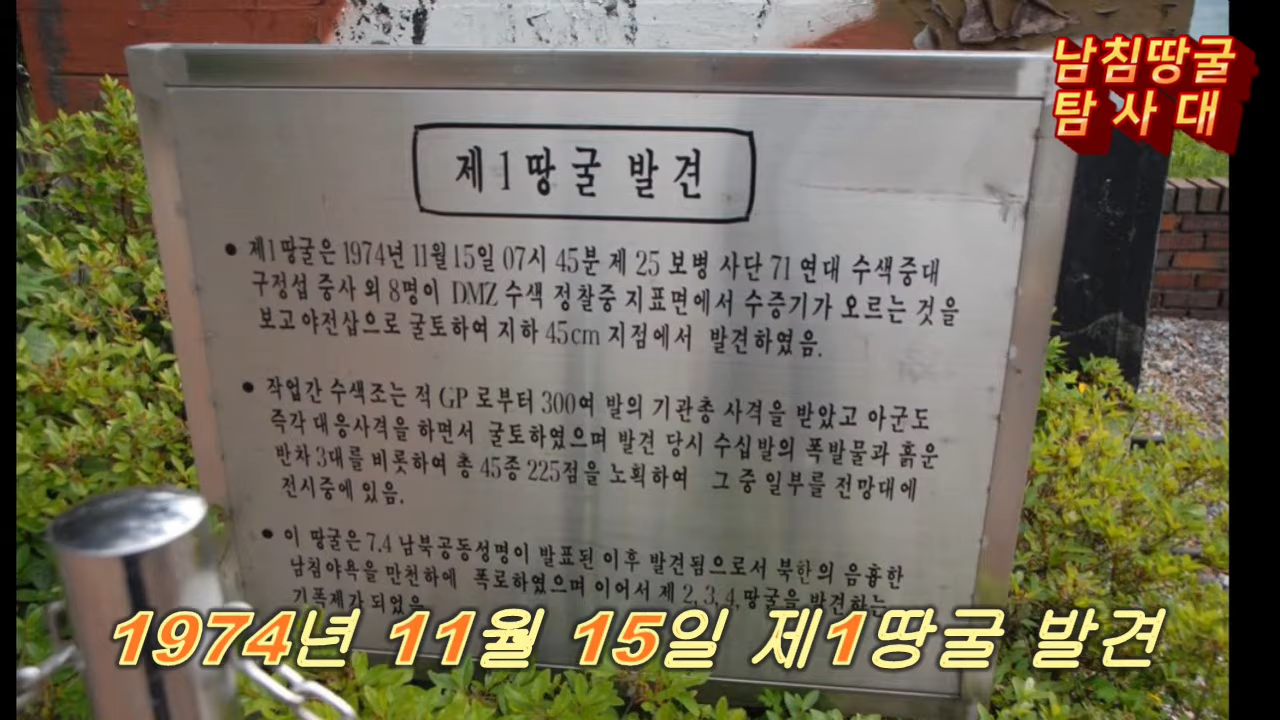 남침땅굴
탐사대
제1땅굴 발견
● 제1땅굴은 1974년 11월 15일 07시 45분 제 25 보병 사단 71 연대 수색중대
구정섭 중사 외 8명이 DMZ 수색 정찰중 지표면에서 수증기가 오르는 것을
보고 야전삽으로 굴토하여 지하 45cm 지점에서 발견하였음.
● 작업간 수색조는 적 GP 로부터 300여 발의 기관총 사격을 받았고 아군도
즉각 대응사격을 하면서 굴토하였으며 발견 당시 수십발의 폭발물과 흙운
반차 3대를 비롯하여 총 45종 225점을 노획하여 그 중 일부를 전망대에
전시중에 있음.
● 이 땅굴은 7.4 남북공동성명이 발표된 이후 발견됨으로서 북한의 음흉한
남침야욕을 만천하에 폭로하였으며 이어서 제 2, 3, 4, 땅굴을 발견하는
기폭제가 되었음
1974년 11월 15일 제1땅굴 발견